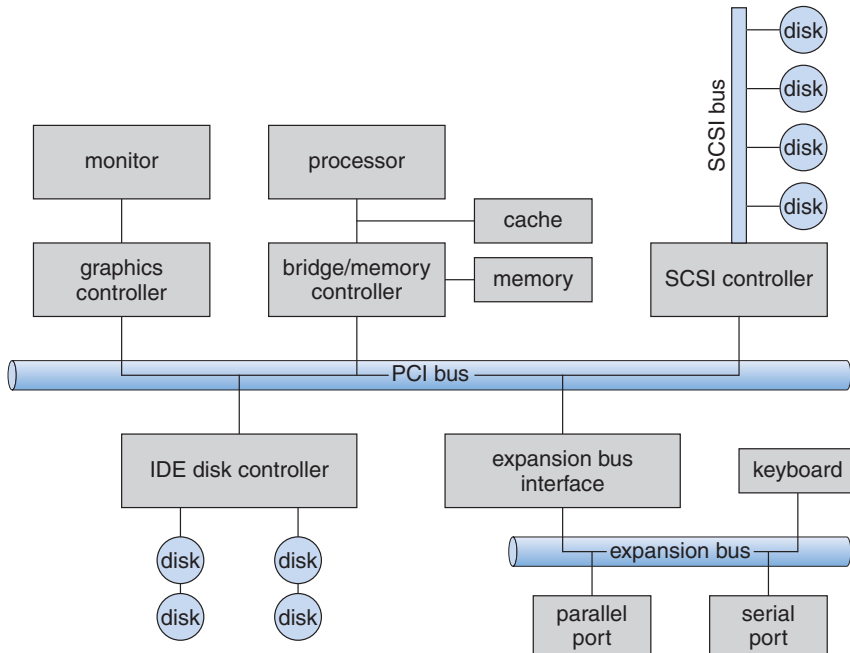 disk
disk
SCSI bus
disk
disk
monitor
processor
cache
graphics
controller
bridge/memory
controller
memory
SCSI controller
PCI bus
IDE disk controller
expansion bus
interface
keyboard
disk
disk
expansion bus
disk
disk
parallel
port
serial
port